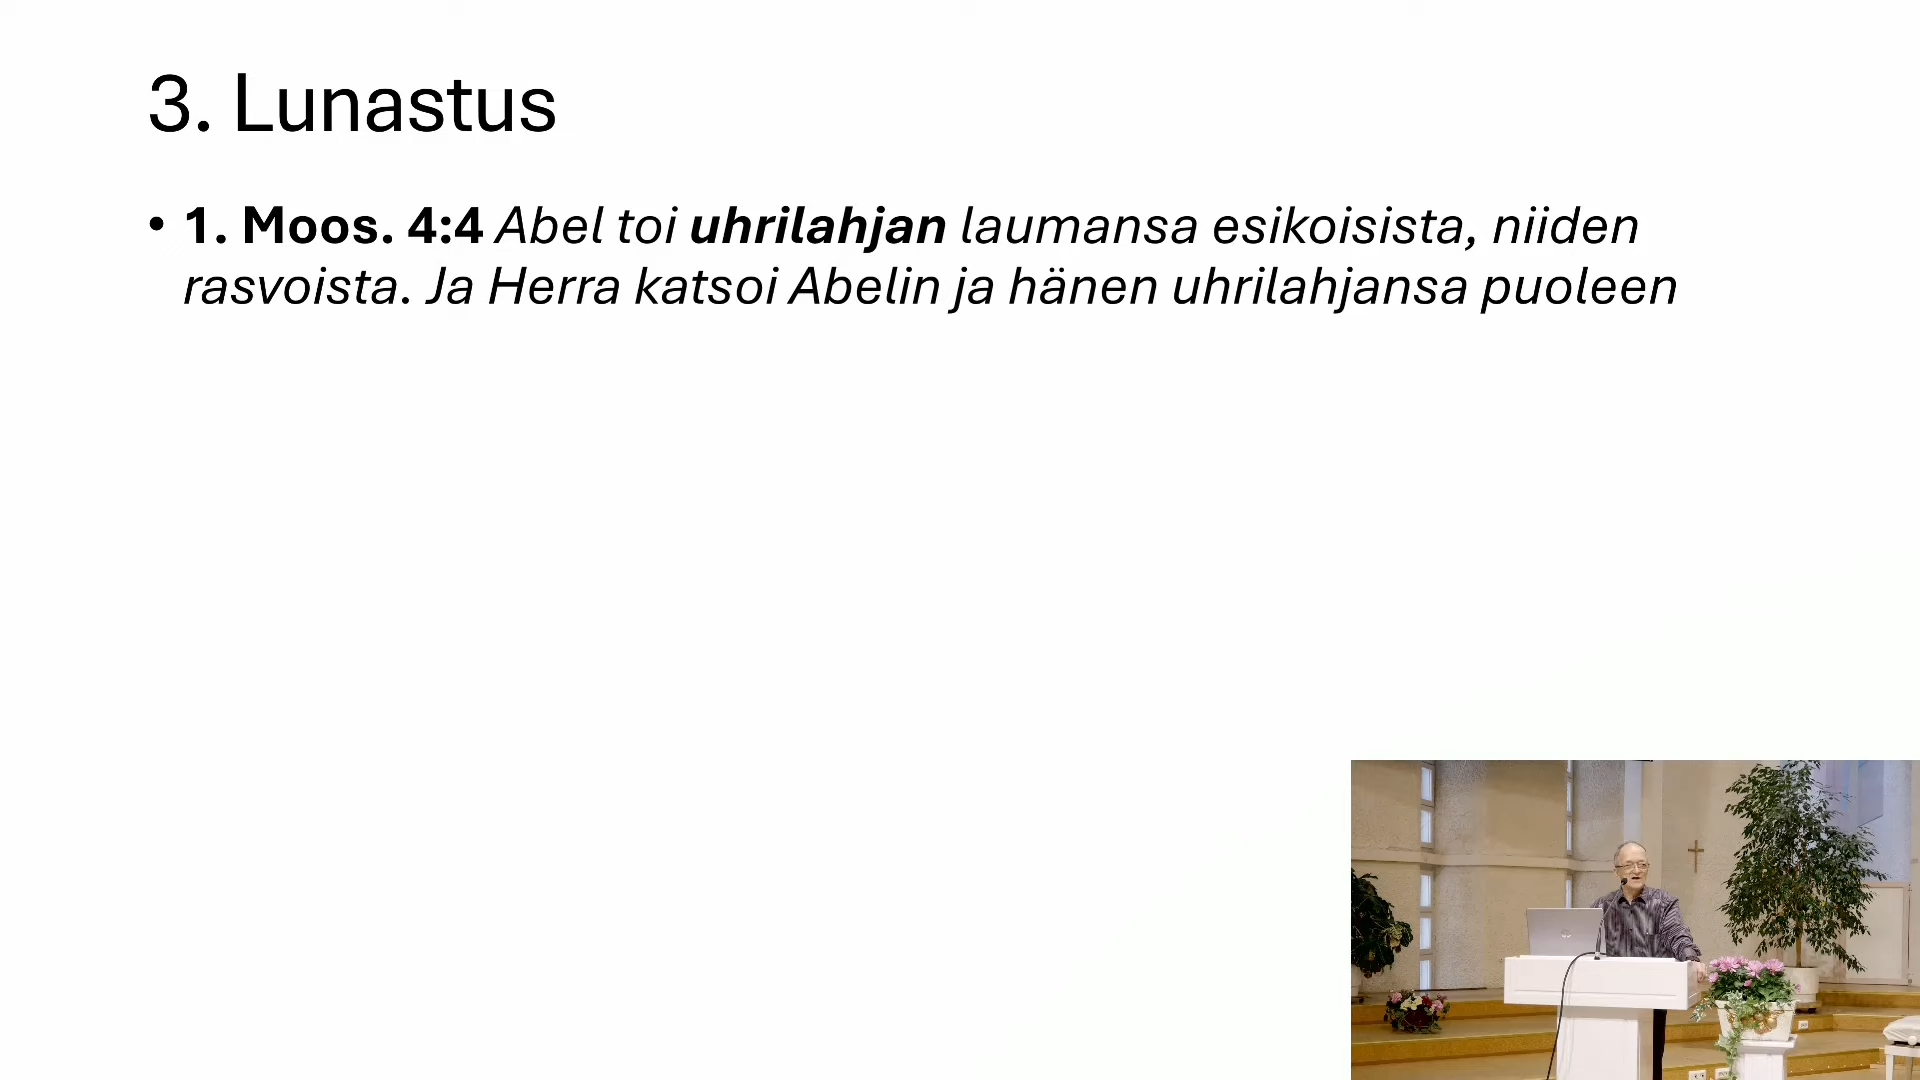 3. Lunastus
• 1. Moos. 4:4 Abel toi uhrilahjan laumansa esikoisista, niiden
rasvoista. Ja Herra katsoi Abelin ja hänen uhrilahjansa puoleen